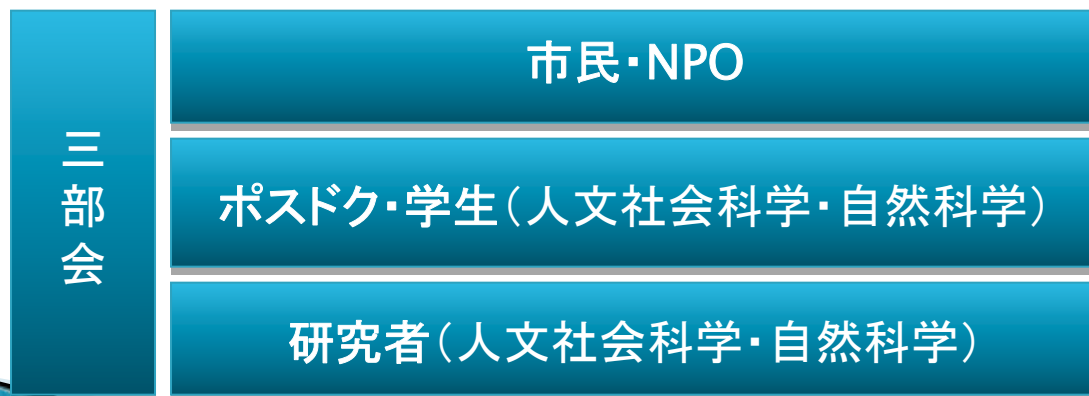 三部会
市民・NPO
ポスドク・学生（人文社会科学・自然科学）
研究者（人文社会科学・自然科学）